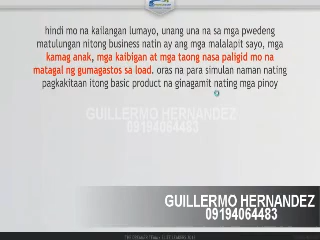 hindi mo na kailangan lumayo, unang una na sa mga pwedeng
matulungan nitong business natin ay ang mga malalapit sayo, mga
kamag anak, mga kaibigan at mga taong nasa paligid mo na
matagal ng gumagastos sa load. oras na para simulan naman nating
pagkakitaan itong basic product na ginagamit nating mga pinoy
GUILLERMO HERNANDEZ
09194064483
GUILLERMO HERNANDEZ
09194064483